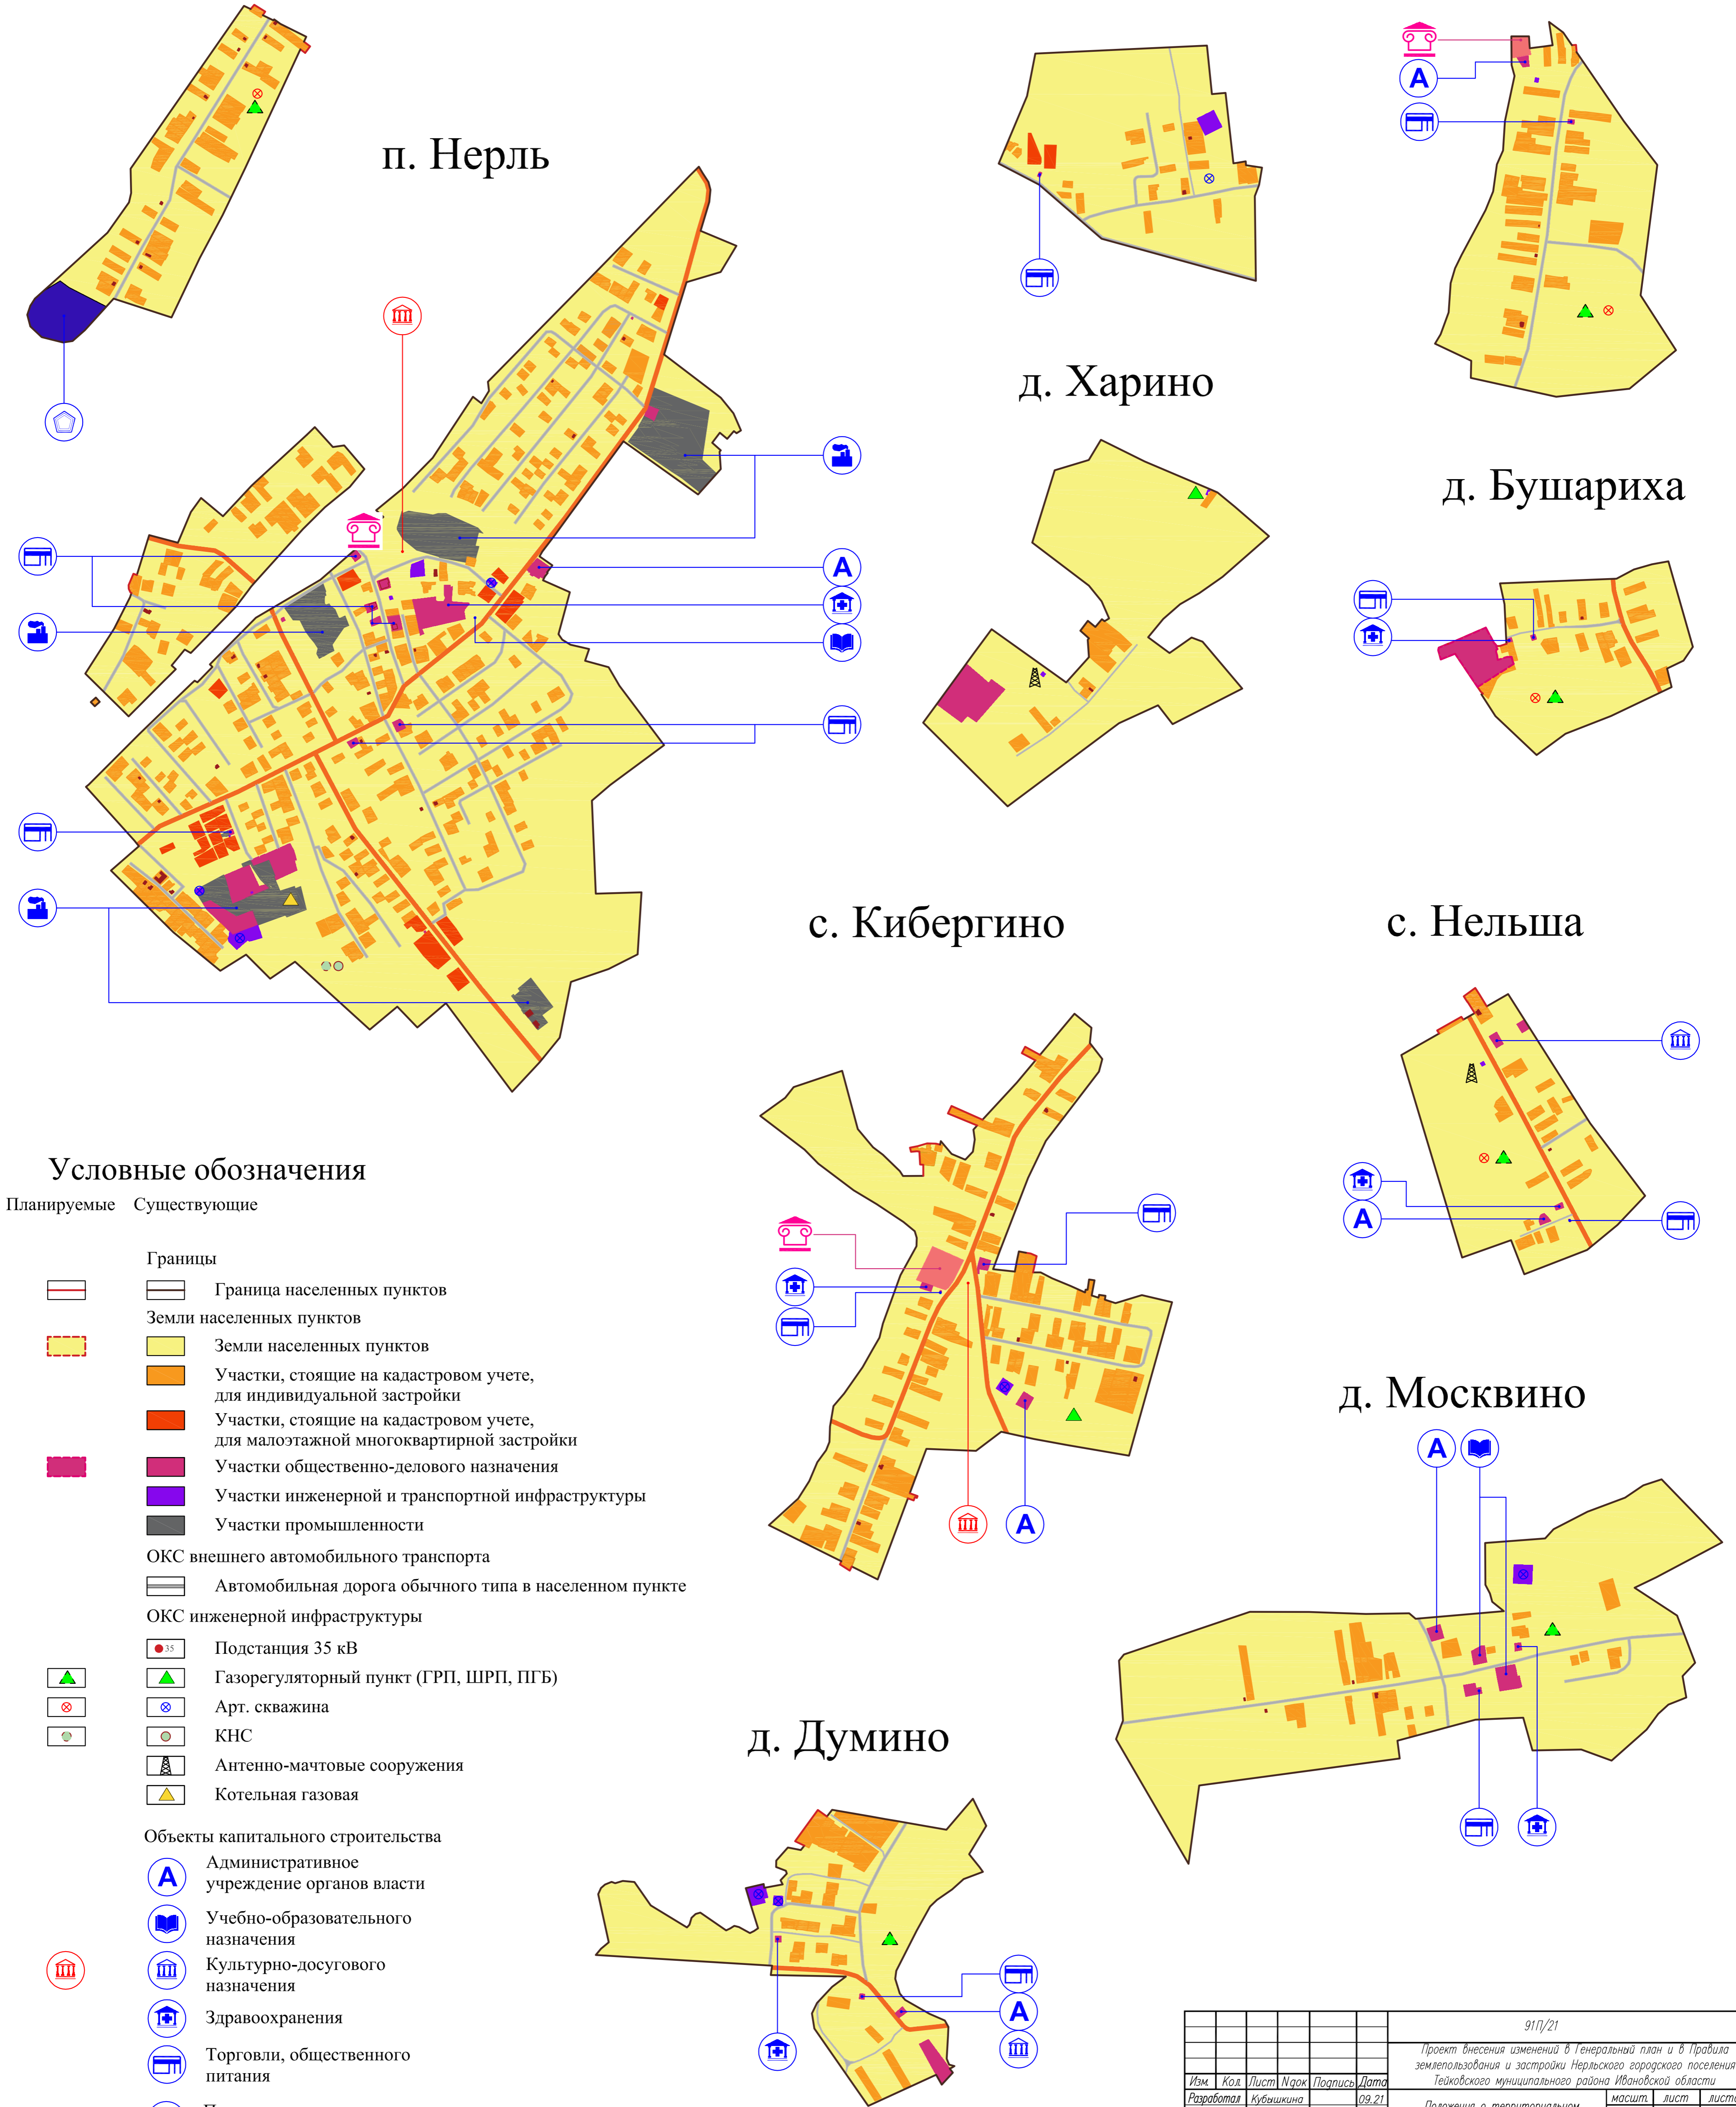 п. Нерль
д. Харино
д. Бушариха
с. Кибергино
с. Нельша
д. Москвино
д. Думино
А
А
А
А
А
А
Условные обозначения
Планируемые Существующие
Границы
Граница населенных пунктов
Земли населенных пунктов
Земли населенных пунктов
Участки, стоящие на кадастровом учете,
для индивидуальной застройки
Участки, стоящие на кадастровом учете,
для малоэтажной многоквартирной застройки
Участки общественно-делового назначения
Участки инженерной и транспортной инфраструктуры
Участки промышленности
ОКС внешнего автомобильного транспорта
Автомобильная дорога обычного типа в населенном пункте
ОКС инженерной инфраструктуры
35 Подстанция 35 кВ
Газорегуляторный пункт (ГРП, ШРП, ПГБ)
Арт. скважина
КНС
Антенно-мачтовые сооружения
Котельная газовая
Объекты капитального строительства
А Административное
учреждение органов власти
Учебно-образовательного
назначения
Культурно-досугового
назначения
Здравоохранения
Торговли, общественного
питания
91П/21
Проект внесения изменений в Генеральный план и в Правила
землепользования и застройки Нерльского городского поселения
Тейковского муниципального района Ивановской области
Изм. Кол. Лист Nдок Подпись Дата
Разработал Кубышкина 09.21
Положения о территориальном
масшт. лист